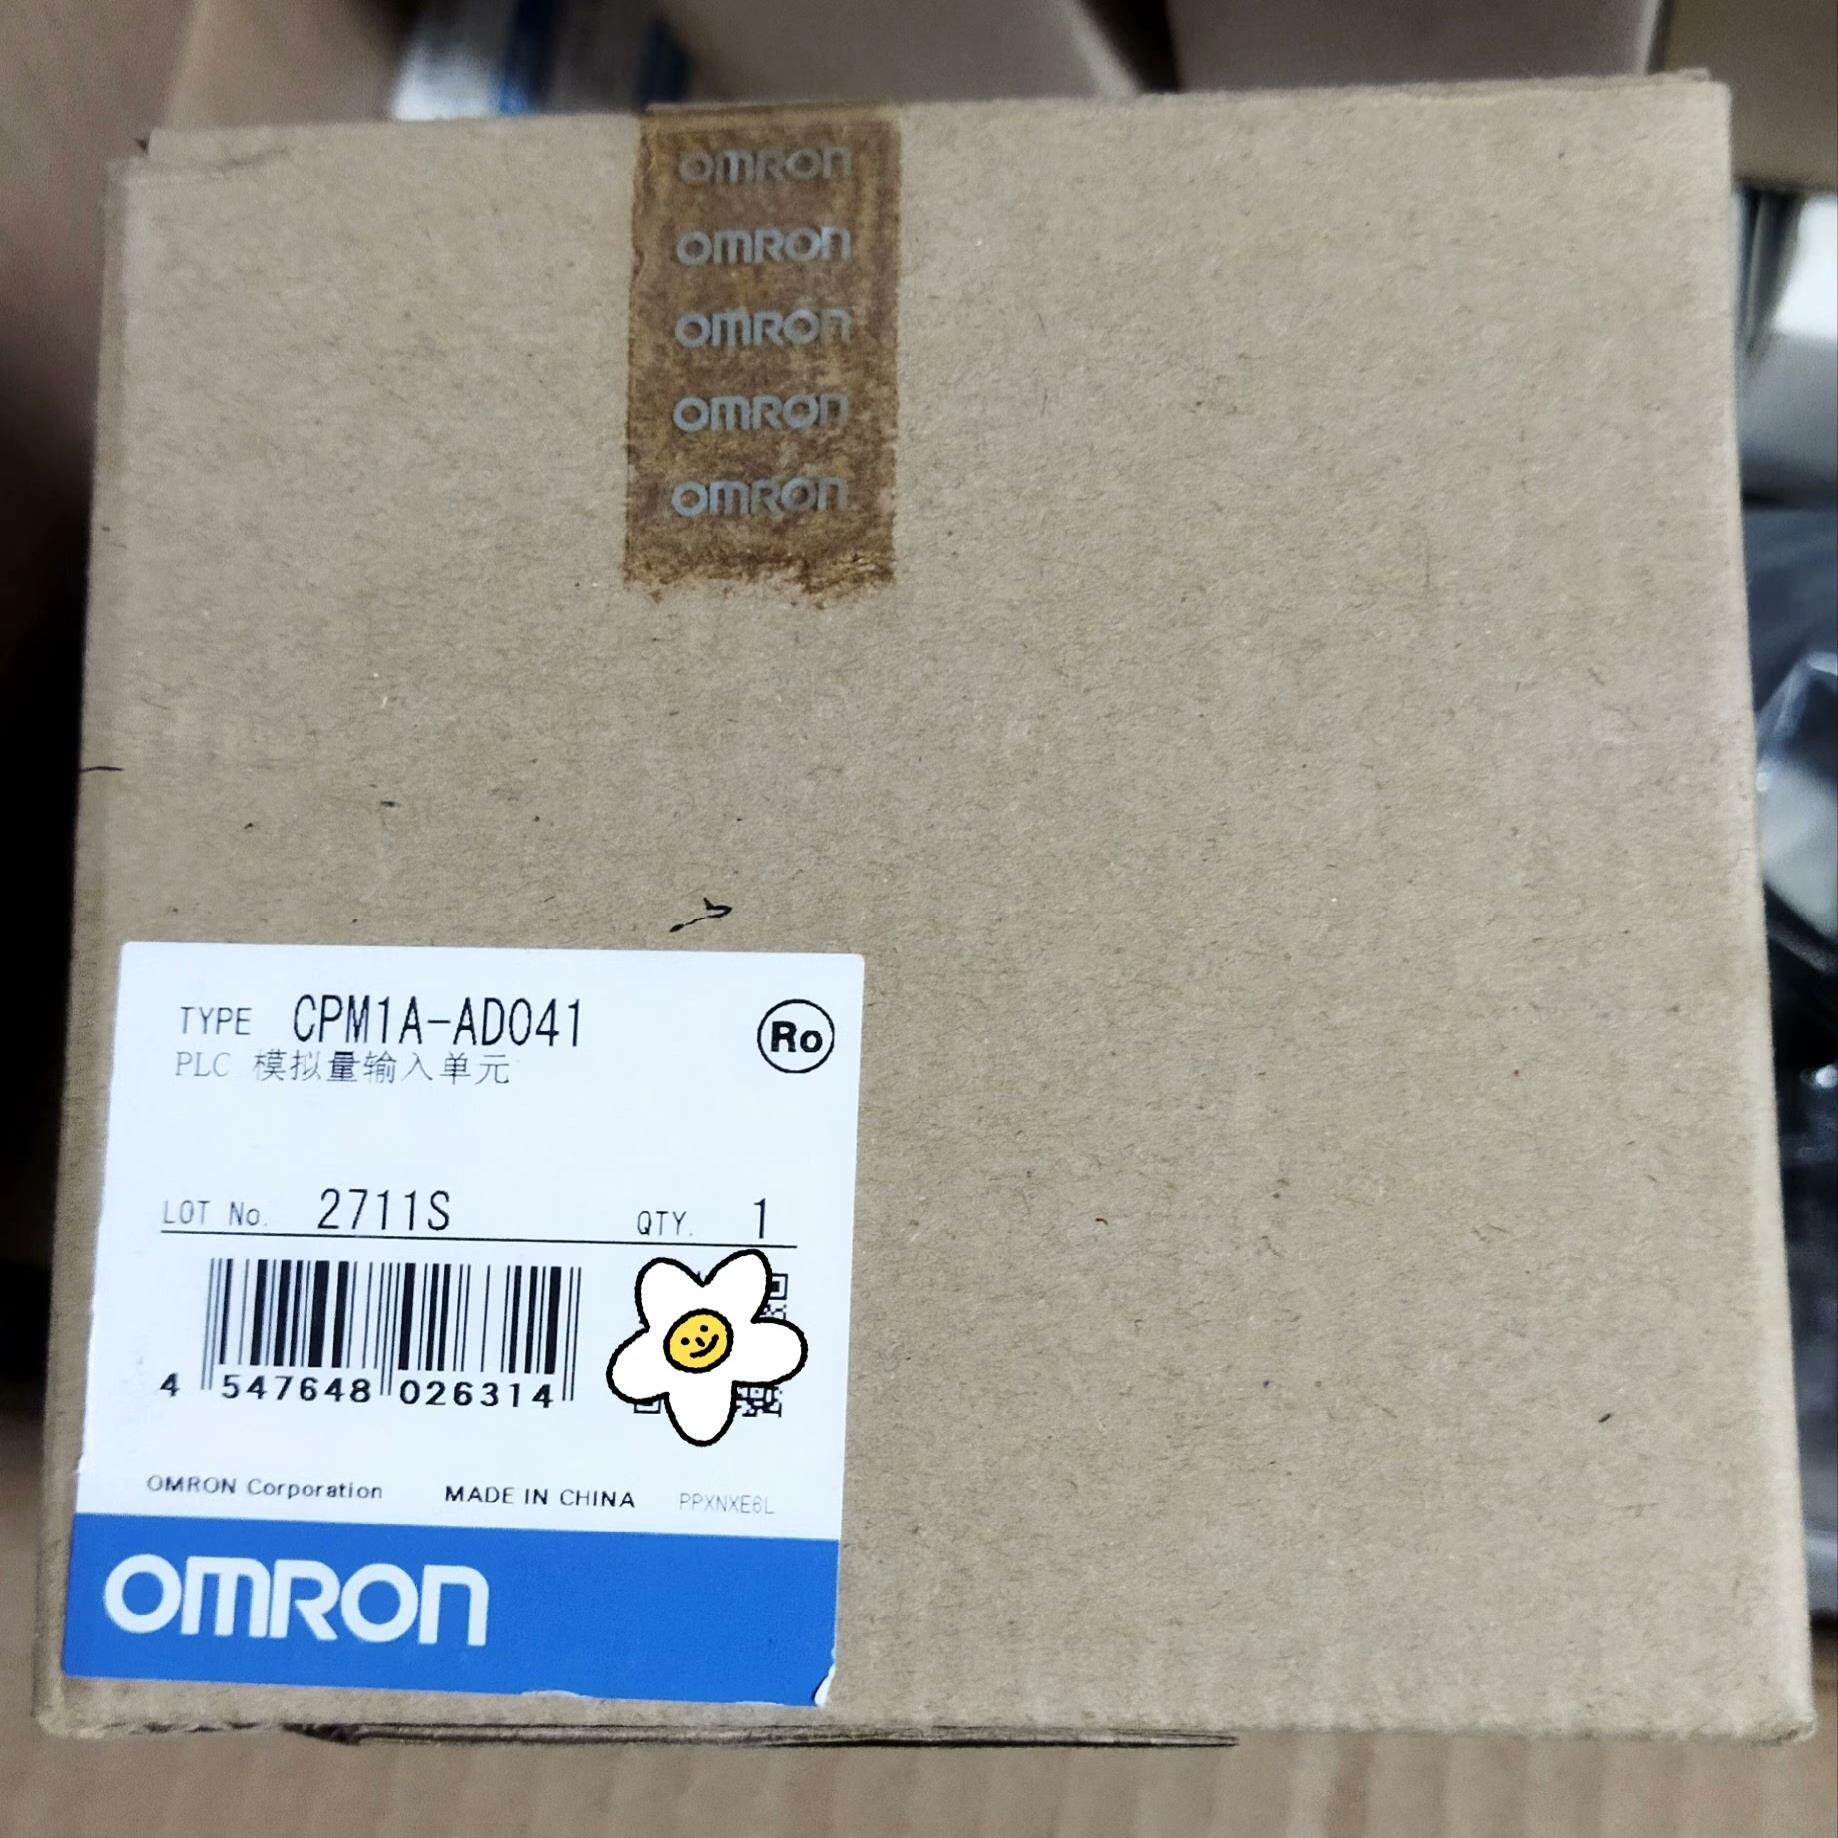 OMRON
OMRON
OMRON
OMRON
OMRON
TYPE CPM1A-AD041
Ro
PLC 模拟量输入单元
LOT No. 2711S QTY. 1
4 547648 026314
OMRON Corporation MADE IN CHINA PPXNXE6L
OMRON